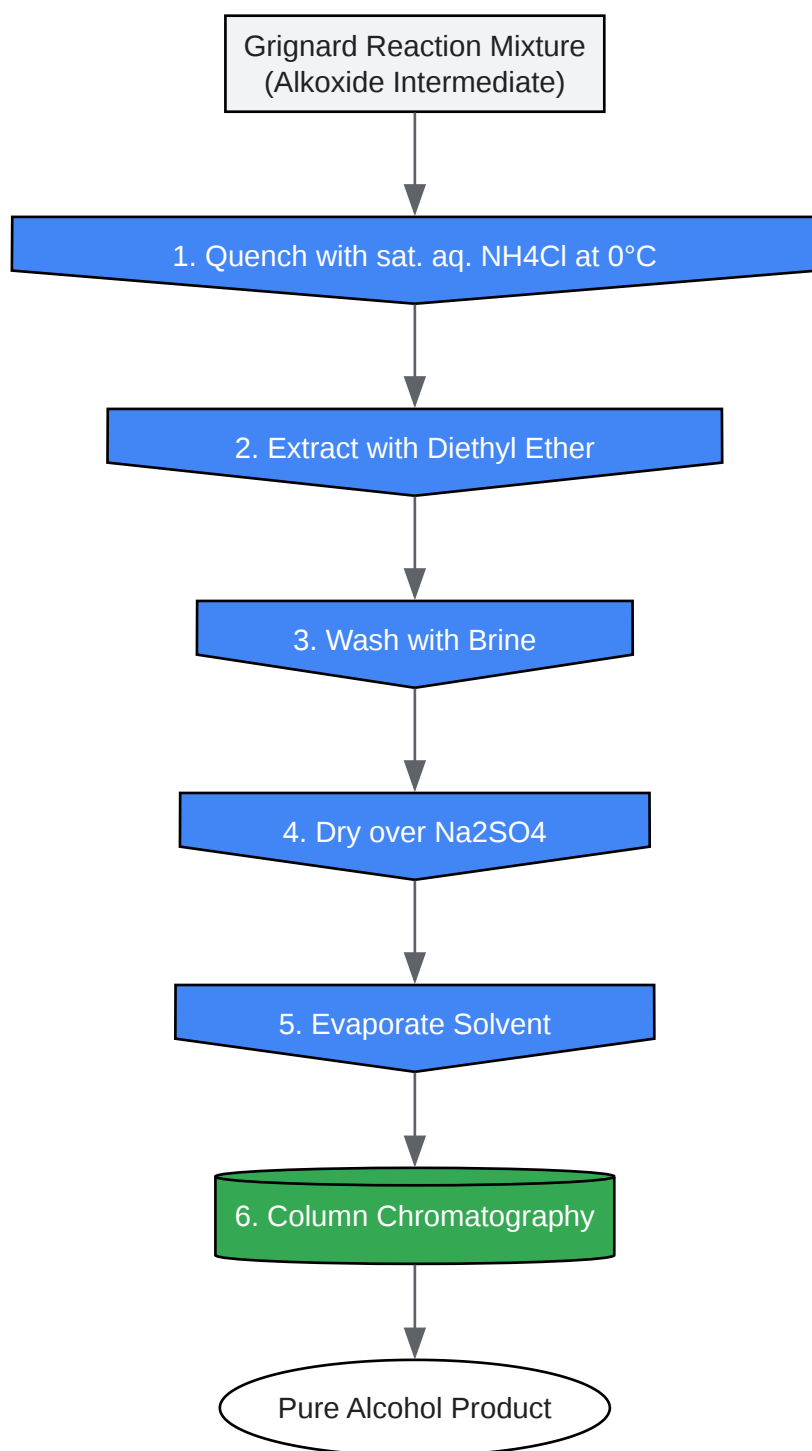 Grignard Reaction Mixture
(Alkoxide Intermediate)
1. Quench with sat. aq. NH4Cl at 0°C
2. Extract with Diethyl Ether
3. Wash with Brine
4. Dry over Na2SO4
5. Evaporate Solvent
6. Column Chromatography
Pure Alcohol Product